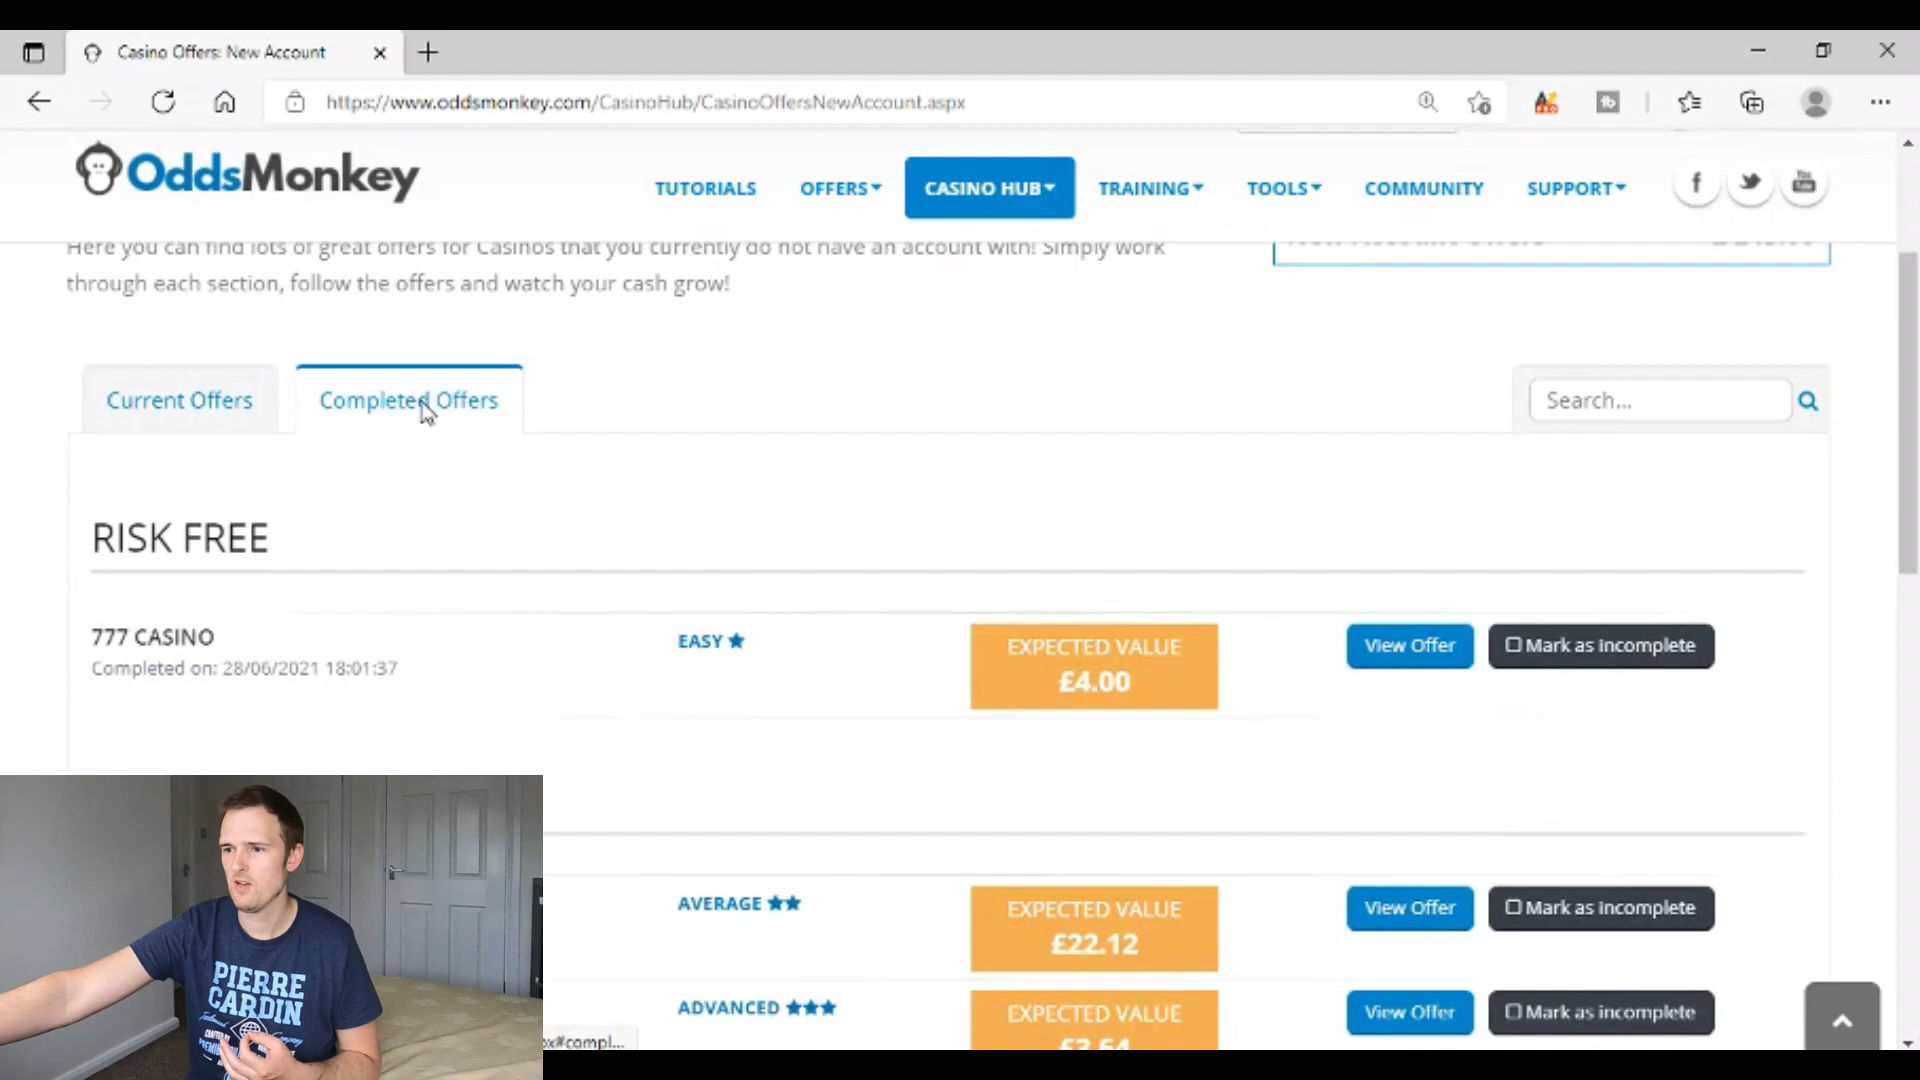 Casino Offers: New Account
https://www.oddsmonkey.com/CasinoHub/CasinoOffersNewAccount.aspx
OddsMonkey
TUTORIALS
OFFERS
CASINO HUB
TRAINING
TOOLS
COMMUNITY
SUPPORT
Here you can find lots of great offers for Casinos that you currently do not have an account with! Simply work
through each section, follow the offers and watch your cash grow!
Current Offers
Completed Offers
Search...
RISK FREE
777 CASINO
EASY
EXPECTED VALUE
£4.00
View Offer
Mark as Incomplete
Completed on: 28/06/2021 18:01:37
AVERAGE
EXPECTED VALUE
£22.12
View Offer
Mark as Incomplete
ADVANCED
EXPECTED VALUE
£3.64
View Offer
Mark as Incomplete
x#compl...
PIERRE
CARDIN